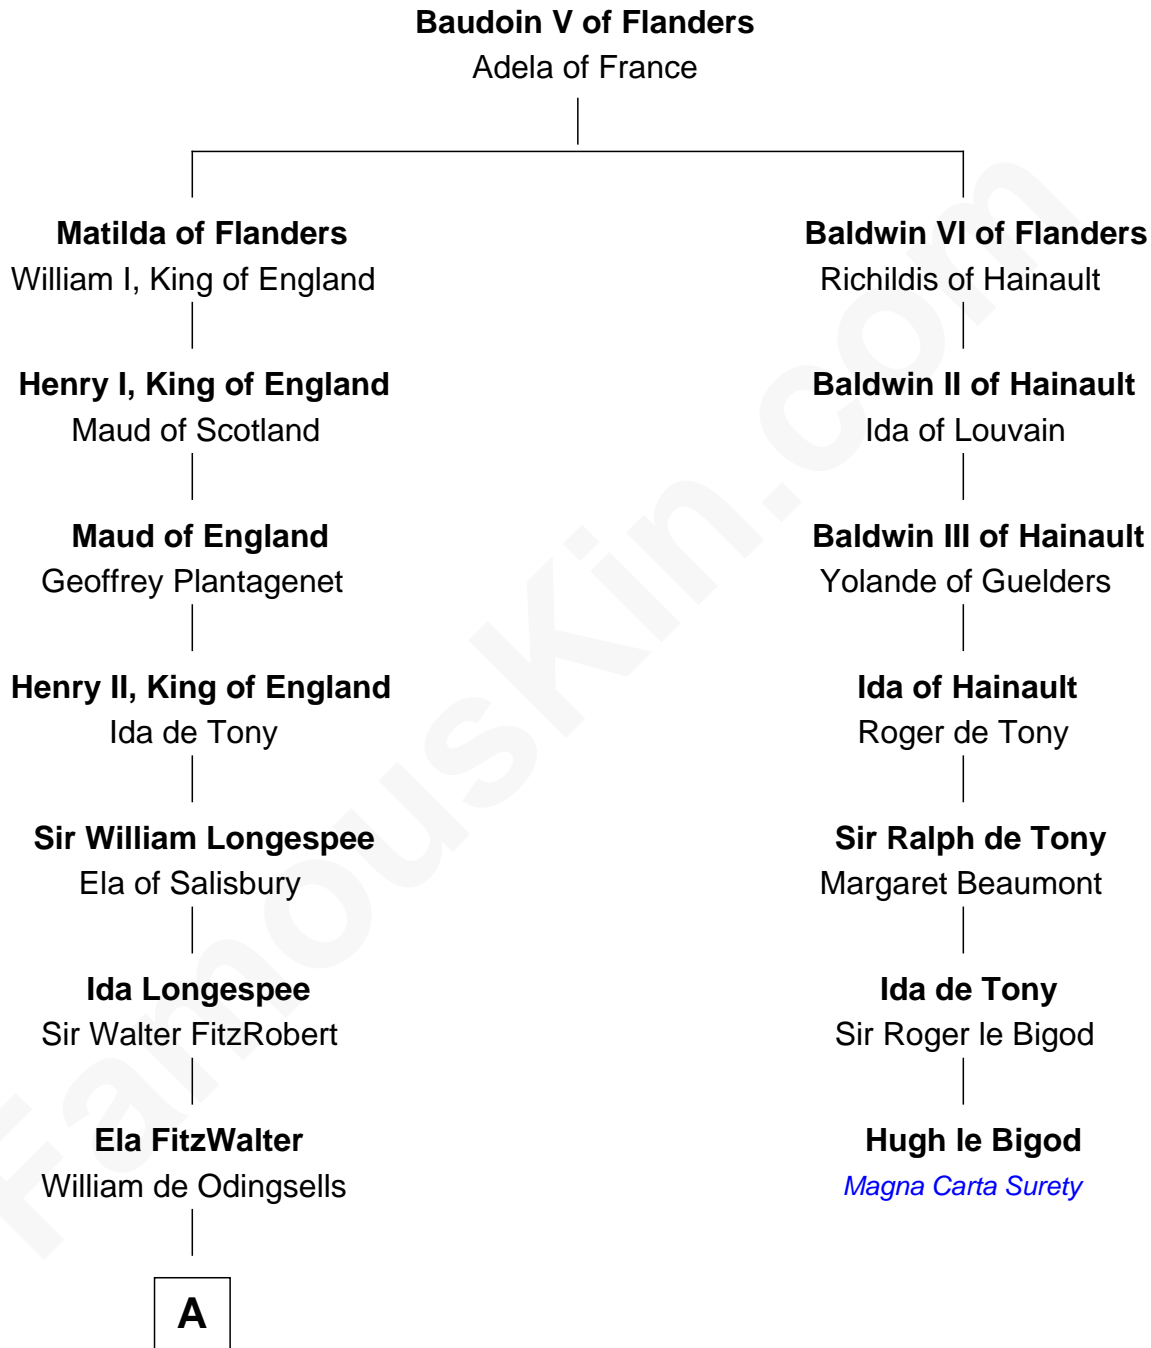 Baudoin V of Flanders
Adela of France
Matilda of Flanders
William I, King of England
Baldwin VI of Flanders
Richildis of Hainault
Henry I, King of England
Maud of Scotland
Baldwin II of Hainault
Ida of Louvain
Maud of England
Geoffrey Plantagenet
Baldwin III of Hainault
Yolande of Guelders
Henry II, King of England
Ida de Tony
Ida of Hainault
Roger de Tony
Sir William Longespee
Ela of Salisbury
Sir Ralph de Tony
Margaret Beaumont
Ida Longespee
Sir Walter FitzRobert
Ida de Tony
Sir Roger le Bigod
Ela FitzWalter
William de Odingsells
Hugh le Bigod
Magna Carta Surety
A
FamousKin.com